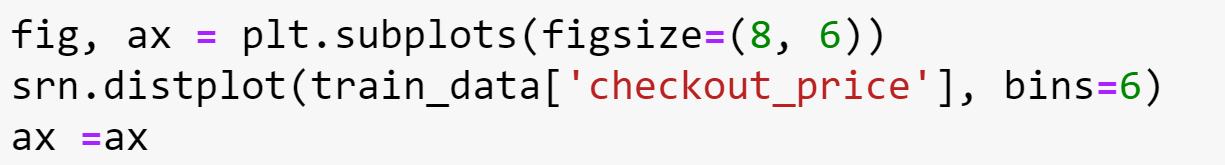 fig, ax = plt.subplots(figsize=(8, 6))
srn.distplot(train_data['checkout_price'], bins=6)
ax =ax